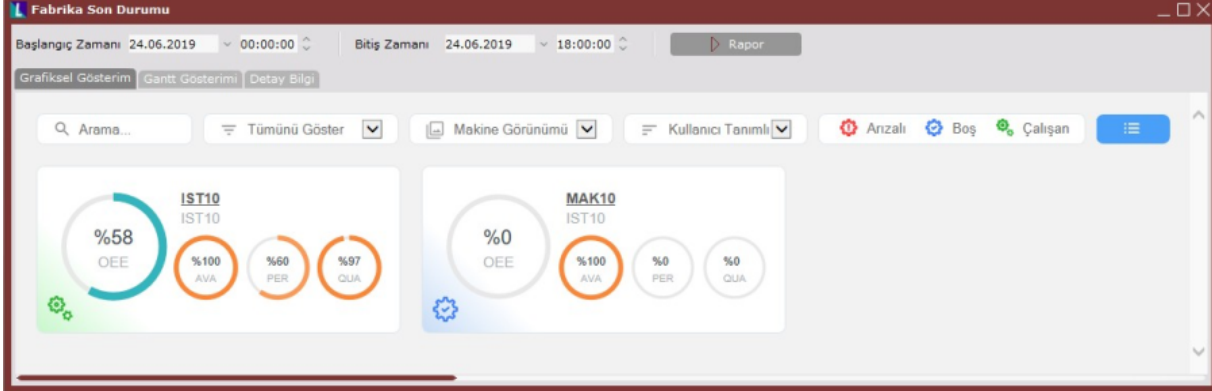 Fabrika Son Durumu
Başlangıç Zamanı 24.06.2019 00:00:00 Bitiş Zamanı 24.06.2019 18:00:00 Rapor
Grafiksel Gösterim Gantt Gösterimi Detay Bilgi
Arama... Tümünü Göster Makine Görünümü Kullanıcı Tanımlı Arızalı Boş Çalışan
IST10
IST10
%58
OEE
%100
AVA
%60
PER
%97
QUA
MAK10
IST10
%0
OEE
%100
AVA
%0
PER
%0
QUA